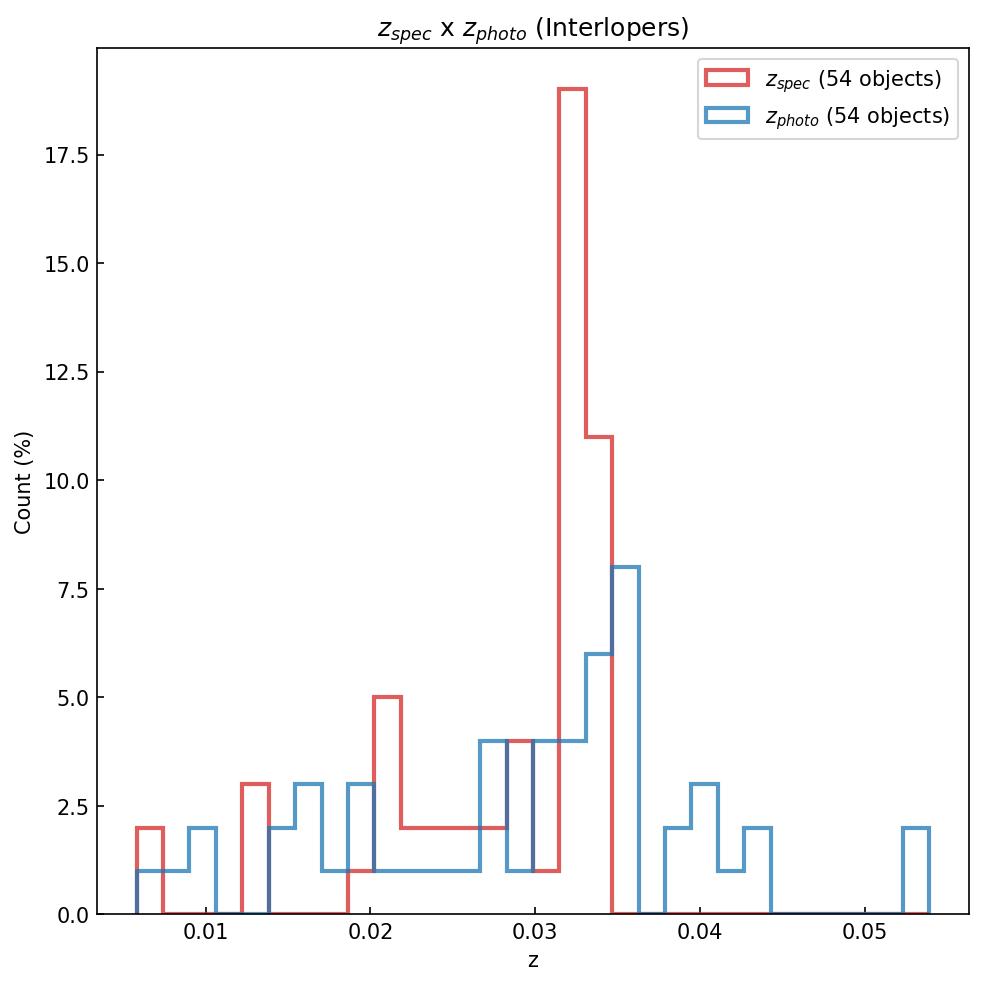 z_spec x z_photo (Interlopers)
z_spec (54 objects)
z_photo (54 objects)
Count (%)
17.5
15.0
12.5
10.0
7.5
5.0
2.5
0.0
0.01 0.02 0.03 0.04 0.05
z